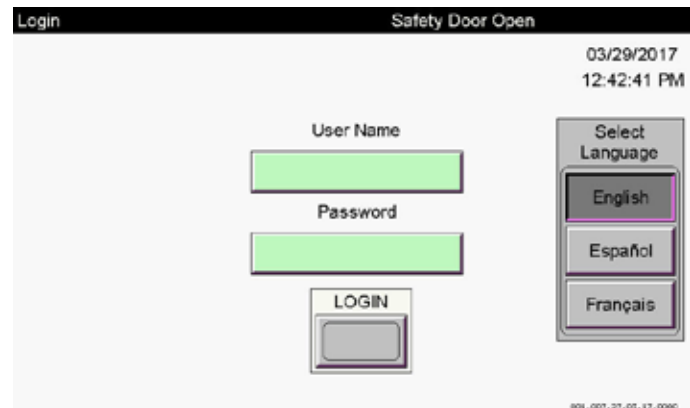 Login
Safety Door Open
03/29/2017
12:42:41 PM
User Name
Password
LOGIN
Select
Language
English
Español
Français